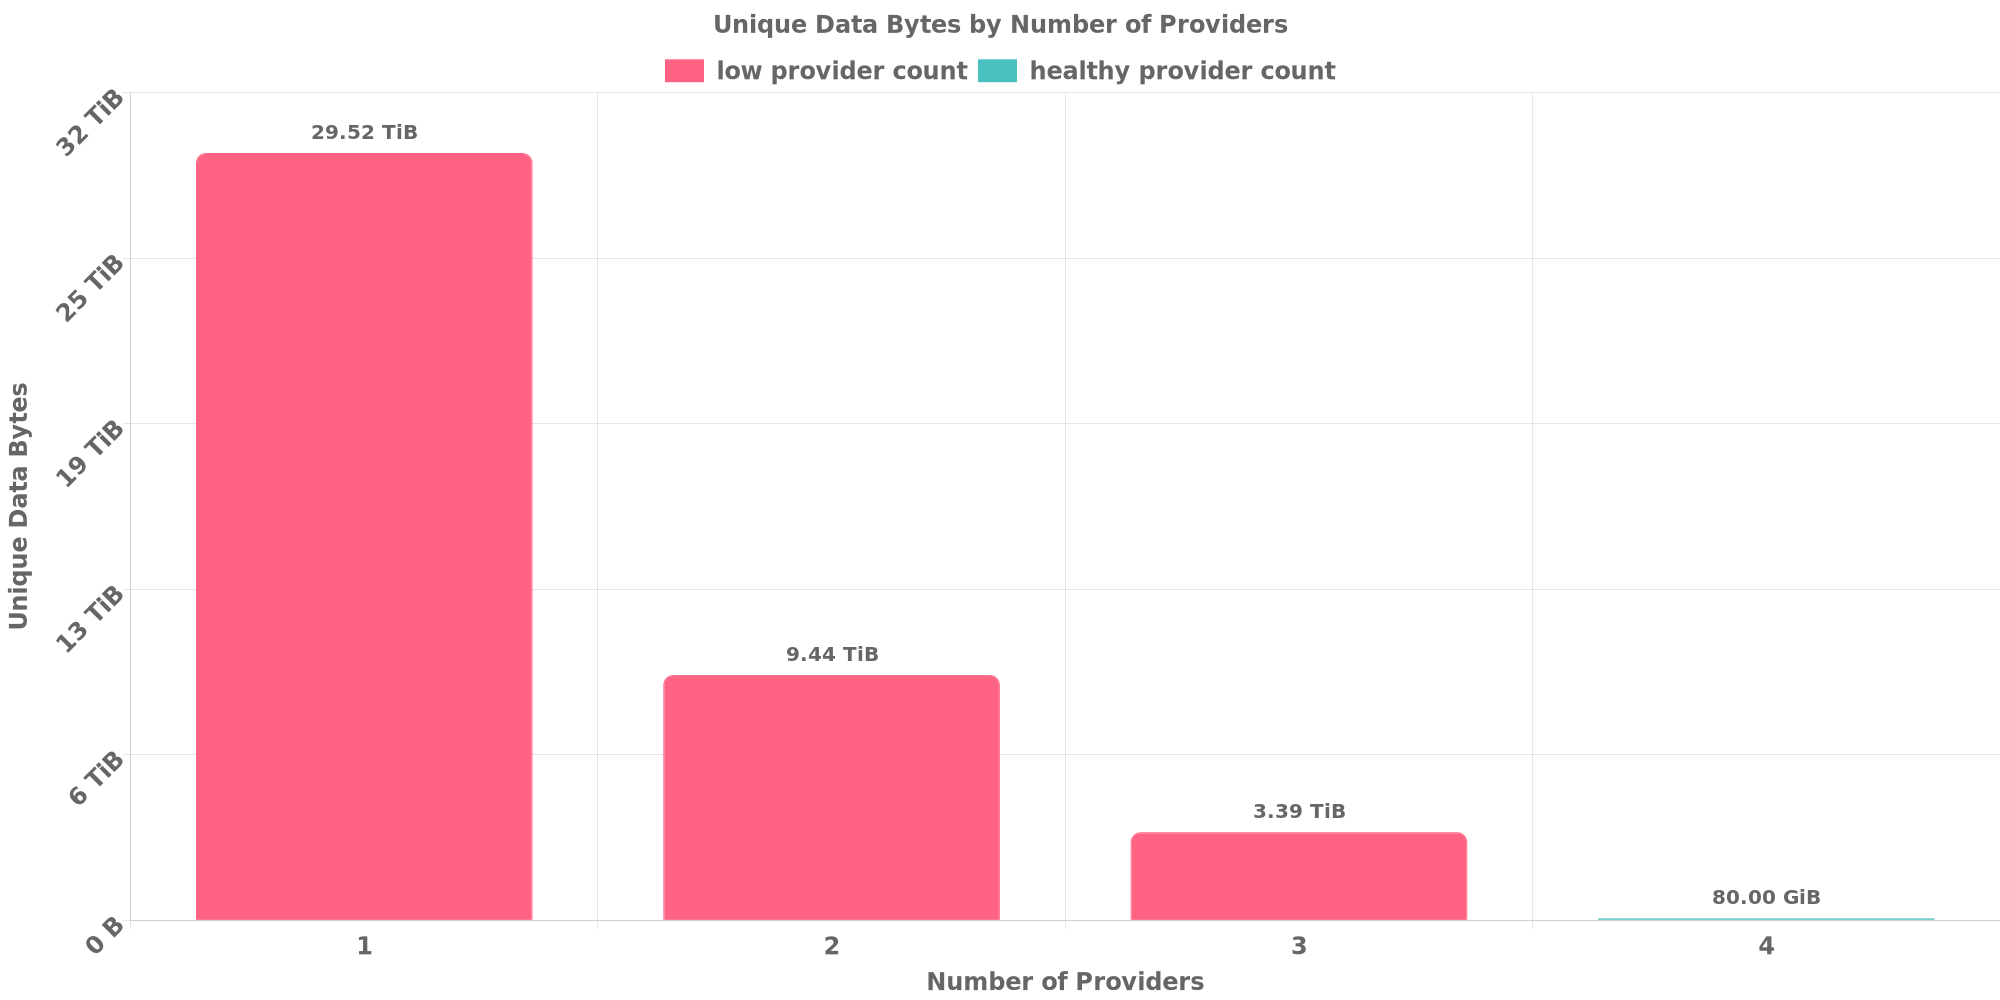 Unique Data Bytes by Number of Providers
low provider count healthy provider count
32 TiB
25 TiB
19 TiB
13 TiB
6 TiB
0 B
Unique Data Bytes
29.52 TiB
9.44 TiB
3.39 TiB
80.00 GiB
1 2 3 4
Number of Providers